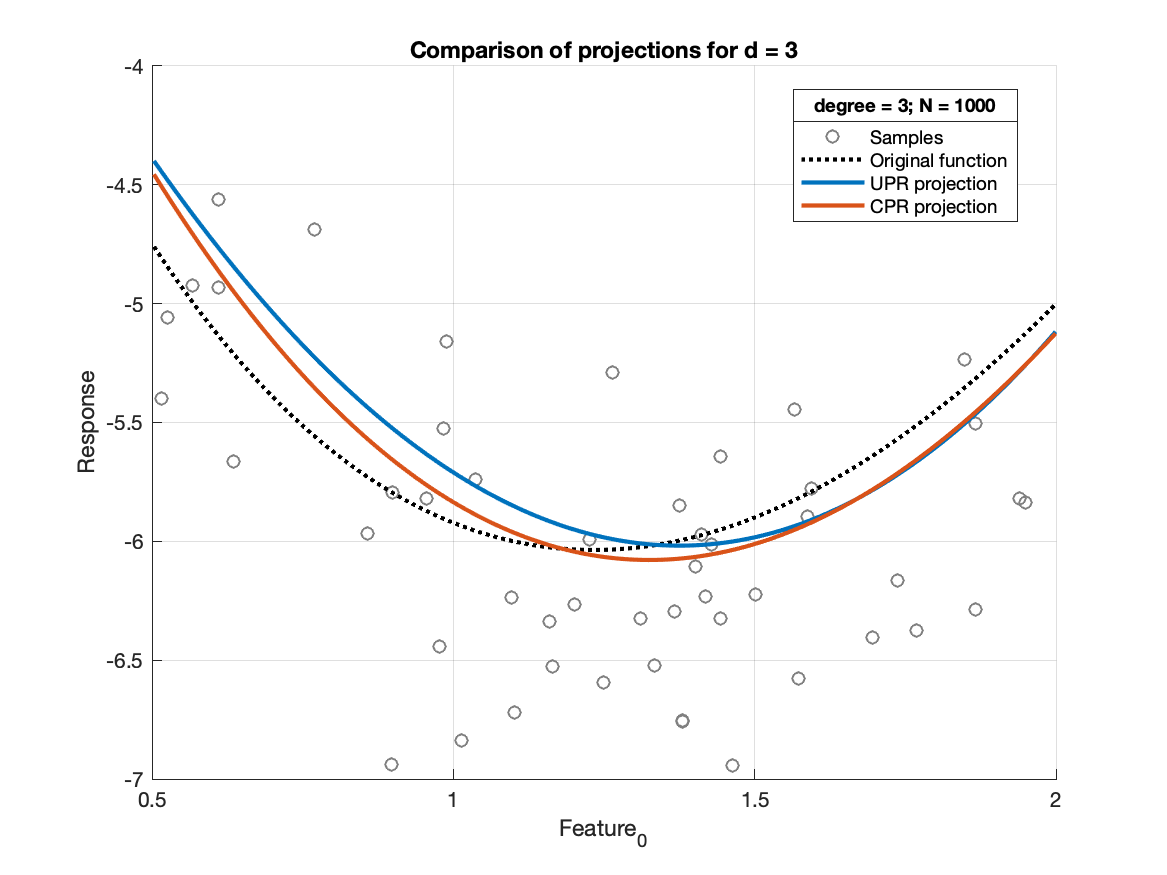 Comparison of projections for d = 3
degree = 3; N = 1000
Samples
Original function
UPR projection
CPR projection
-4
-4.5
-5
-5.5
-6
-6.5
-7
Response
0.5
1
1.5
2
Feature0